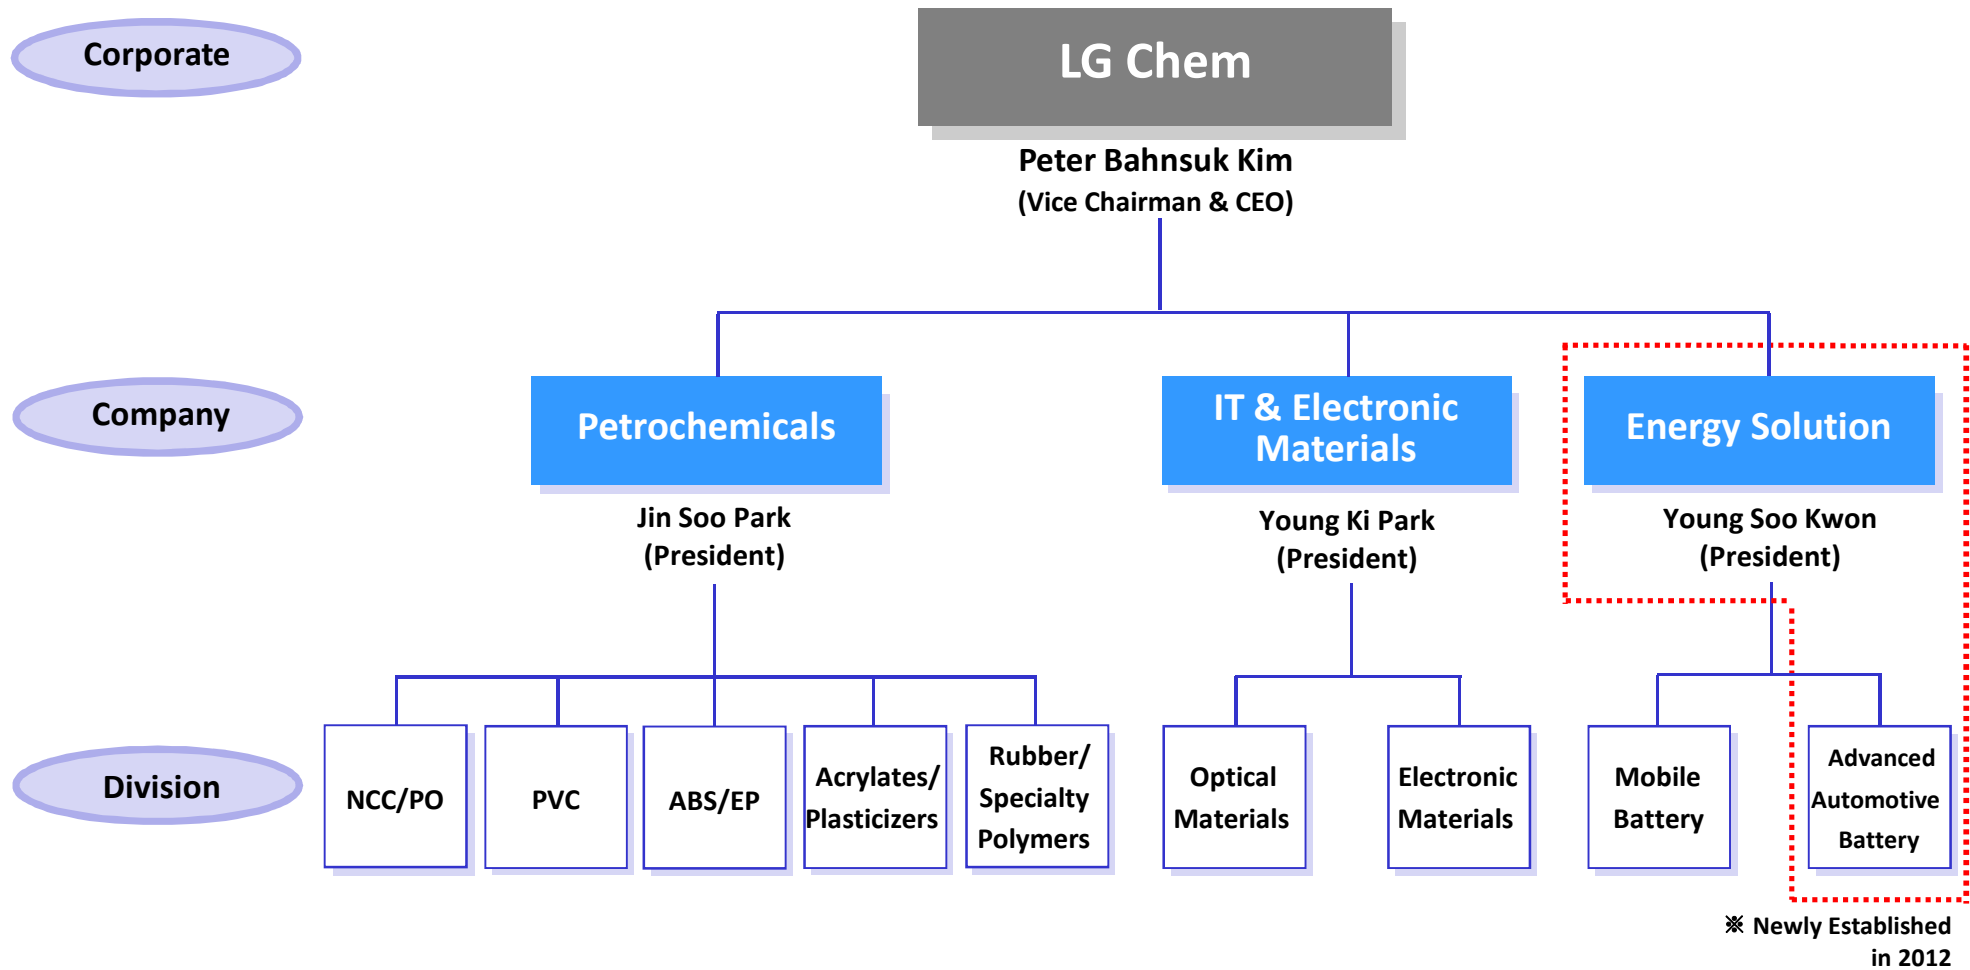 Corporate
LG Chem
Peter Bahnsuk Kim
(Vice Chairman & CEO)
Company
Petrochemicals
IT & Electronic
Materials
Energy Solution
Jin Soo Park
(President)
Young Ki Park
(President)
Young Soo Kwon
(President)
Division
NCC/PO
PVC
ABS/EP
Acrylates/
Plasticizers
Rubber/
Specialty
Polymers
Optical
Materials
Electronic
Materials
Mobile
Battery
Advanced
Automotive
Battery
※ Newly Established
in 2012